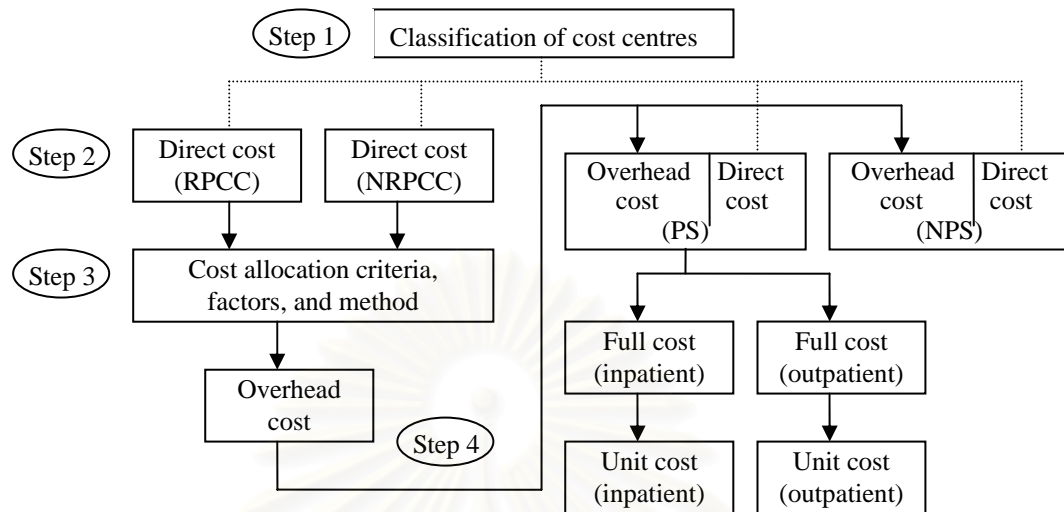 Step 1
Classification of cost centres
Step 2
Direct cost
(RPCC)
Direct cost
(NRPCC)
Overhead
cost
Direct
cost
(PS)
Overhead
cost
Direct
cost
(NPS)
Step 3
Cost allocation criteria,
factors, and method
Full cost
(inpatient)
Full cost
(outpatient)
Overhead
cost
Step 4
Unit cost
(inpatient)
Unit cost
(outpatient)